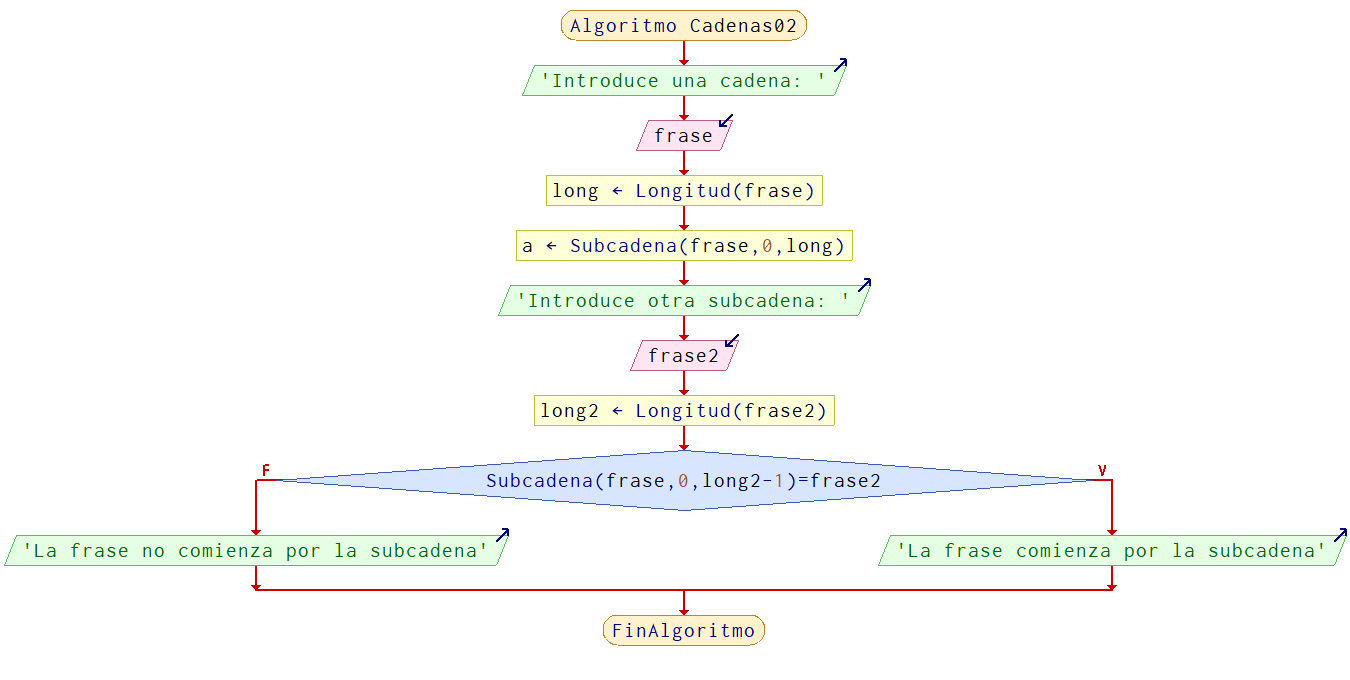 Algoritmo Cadenas02
'Introduce una cadena: '
frase
long ← Longitud(frase)
a ← Subcadena(frase,0,long)
'Introduce otra subcadena: '
frase2
long2 ← Longitud(frase2)
F
V
Subcadena(frase,0,long2-1)=frase2
'La frase no comienza por la subcadena'
'La frase comienza por la subcadena'
FinAlgoritmo